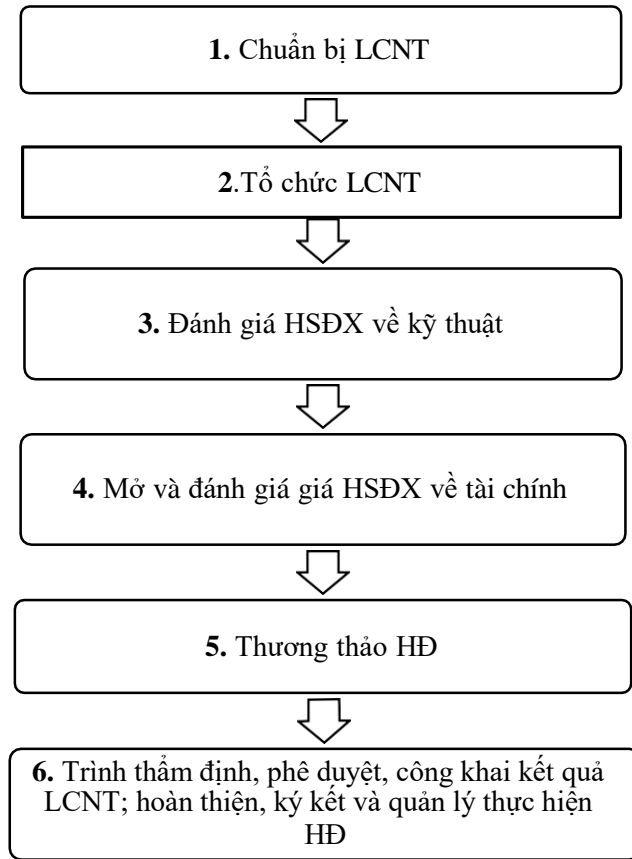 1. Chuẩn bị LCNT
2.Tổ chức LCNT
3. Đánh giá HSĐX về kỹ thuật
4. Mở và đánh giá giá HSĐX về tài chính
5. Thương thảo HĐ
6. Trình thẩm định, phê duyệt, công khai kết quả
LCNT; hoàn thiện, ký kết và quản lý thực hiện
HĐ